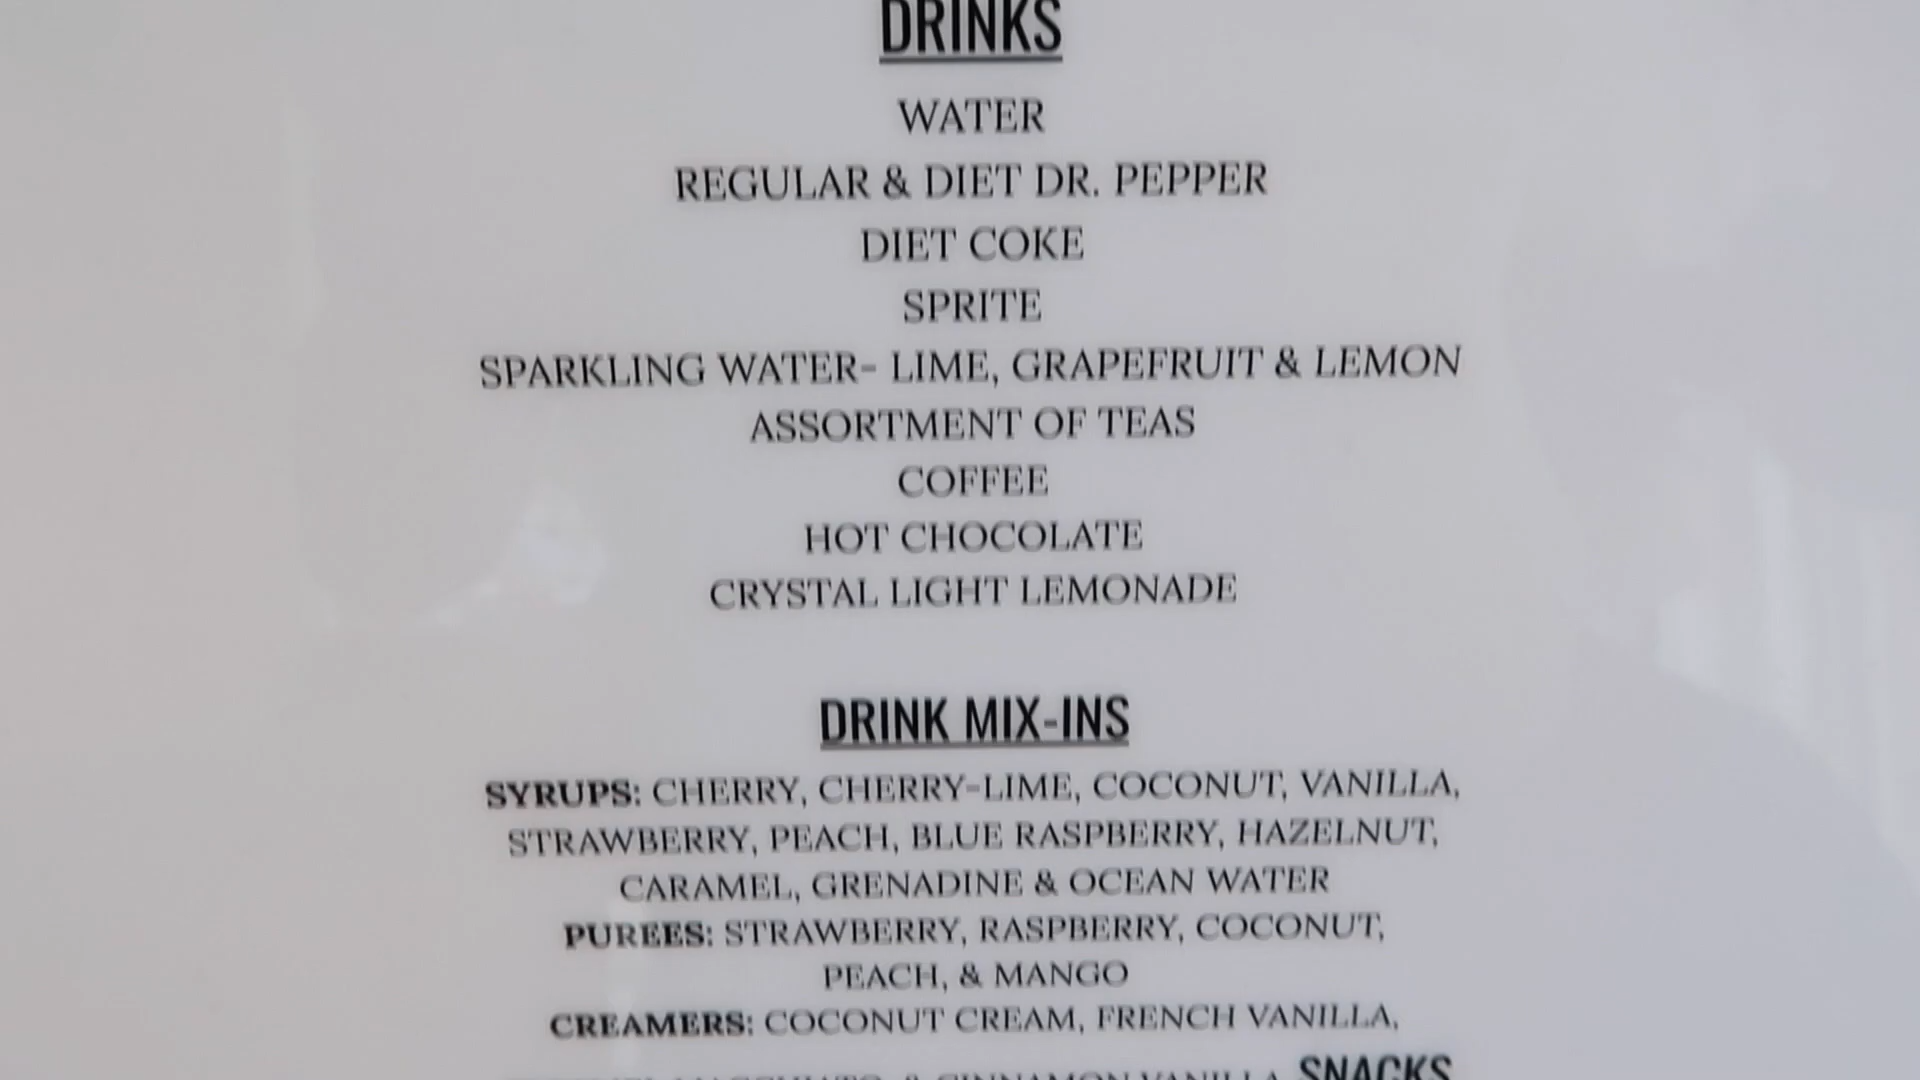 DRINKS
WATER
REGULAR & DIET DR. PEPPER
DIET COKE
SPRITE
SPARKLING WATER- LIME, GRAPEFRUIT & LEMON
ASSORTMENT OF TEAS
COFFEE
HOT CHOCOLATE
CRYSTAL LIGHT LEMONADE
DRINK MIX-INS
SYRUPS: CHERRY, CHERRY-LIME, COCONUT, VANILLA,
STRAWBERRY, PEACH, BLUE RASPBERRY, HAZELNUT,
CARAMEL, GRENADINE & OCEAN WATER
PUREES: STRAWBERRY, RASPBERRY, COCONUT,
PEACH, & MANGO
CREAMERS: COCONUT CREAM, FRENCH VANILLA,
& CINNAMON VANILLA SNACKS